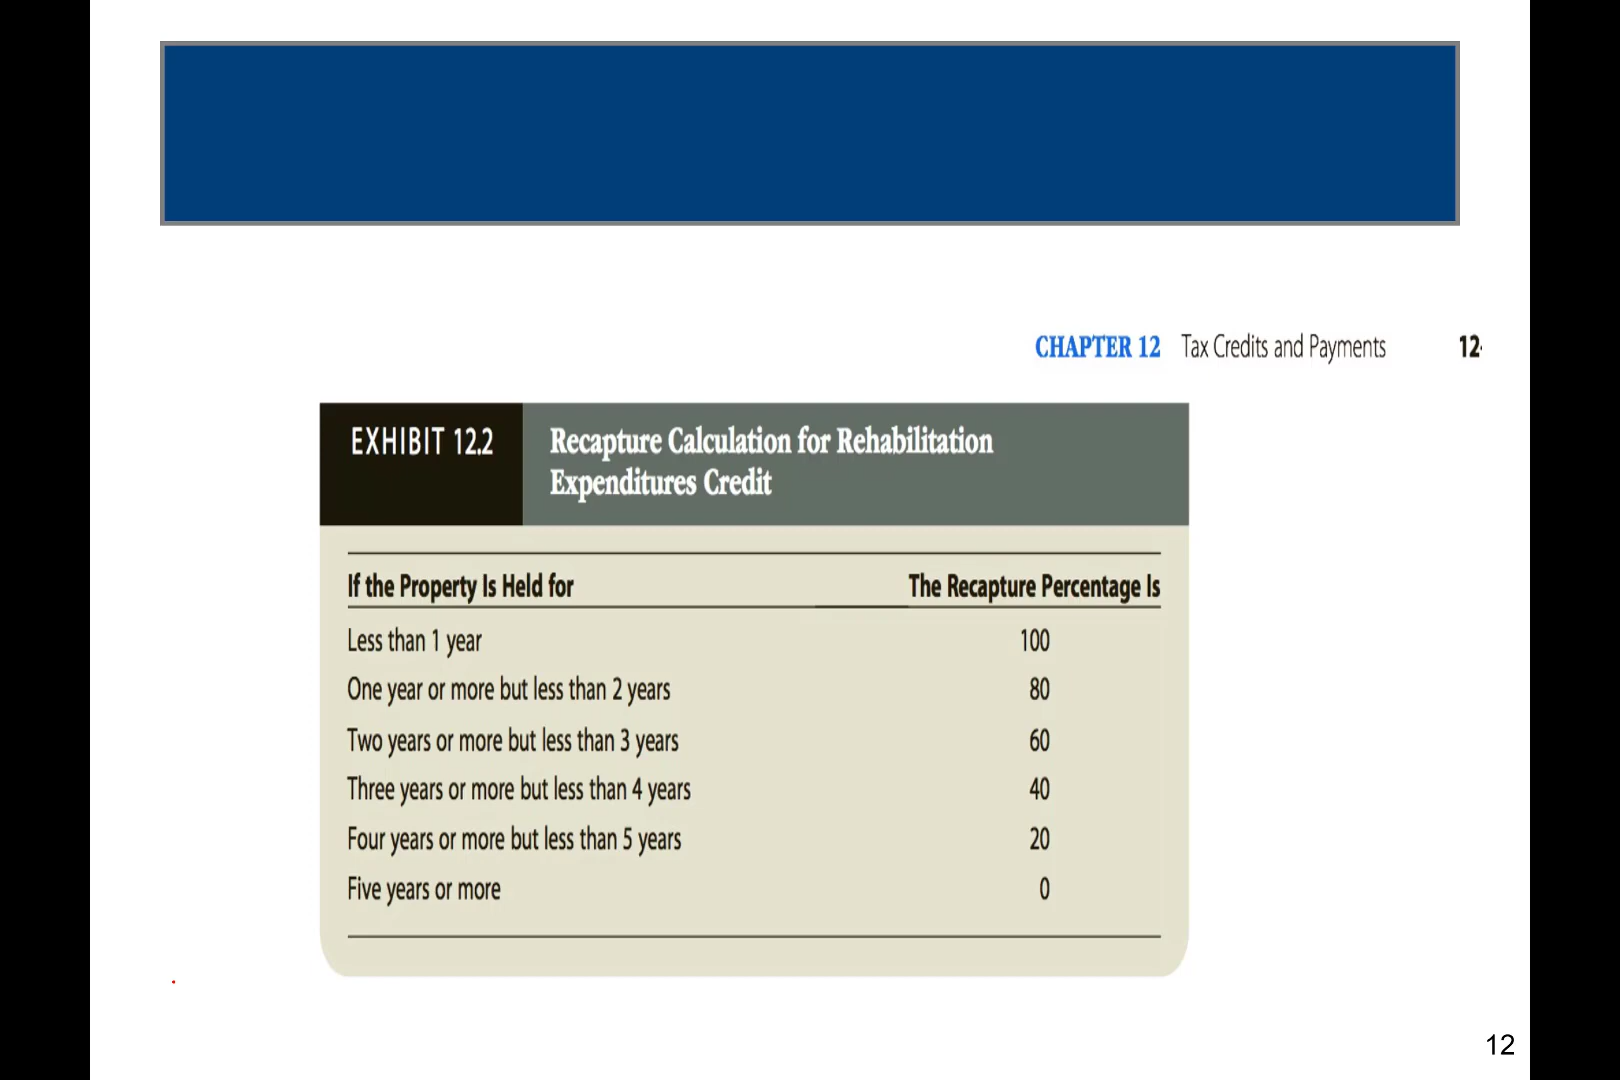 CHAPTER 12 Tax Credits and Payments 12-
EXHIBIT 12.2
Recapture Calculation for Rehabilitation
Expenditures Credit
If the Property Is Held for The Recapture Percentage Is
Less than 1 year 100
One year or more but less than 2 years 80
Two years or more but less than 3 years 60
Three years or more but less than 4 years 40
Four years or more but less than 5 years 20
Five years or more 0
12